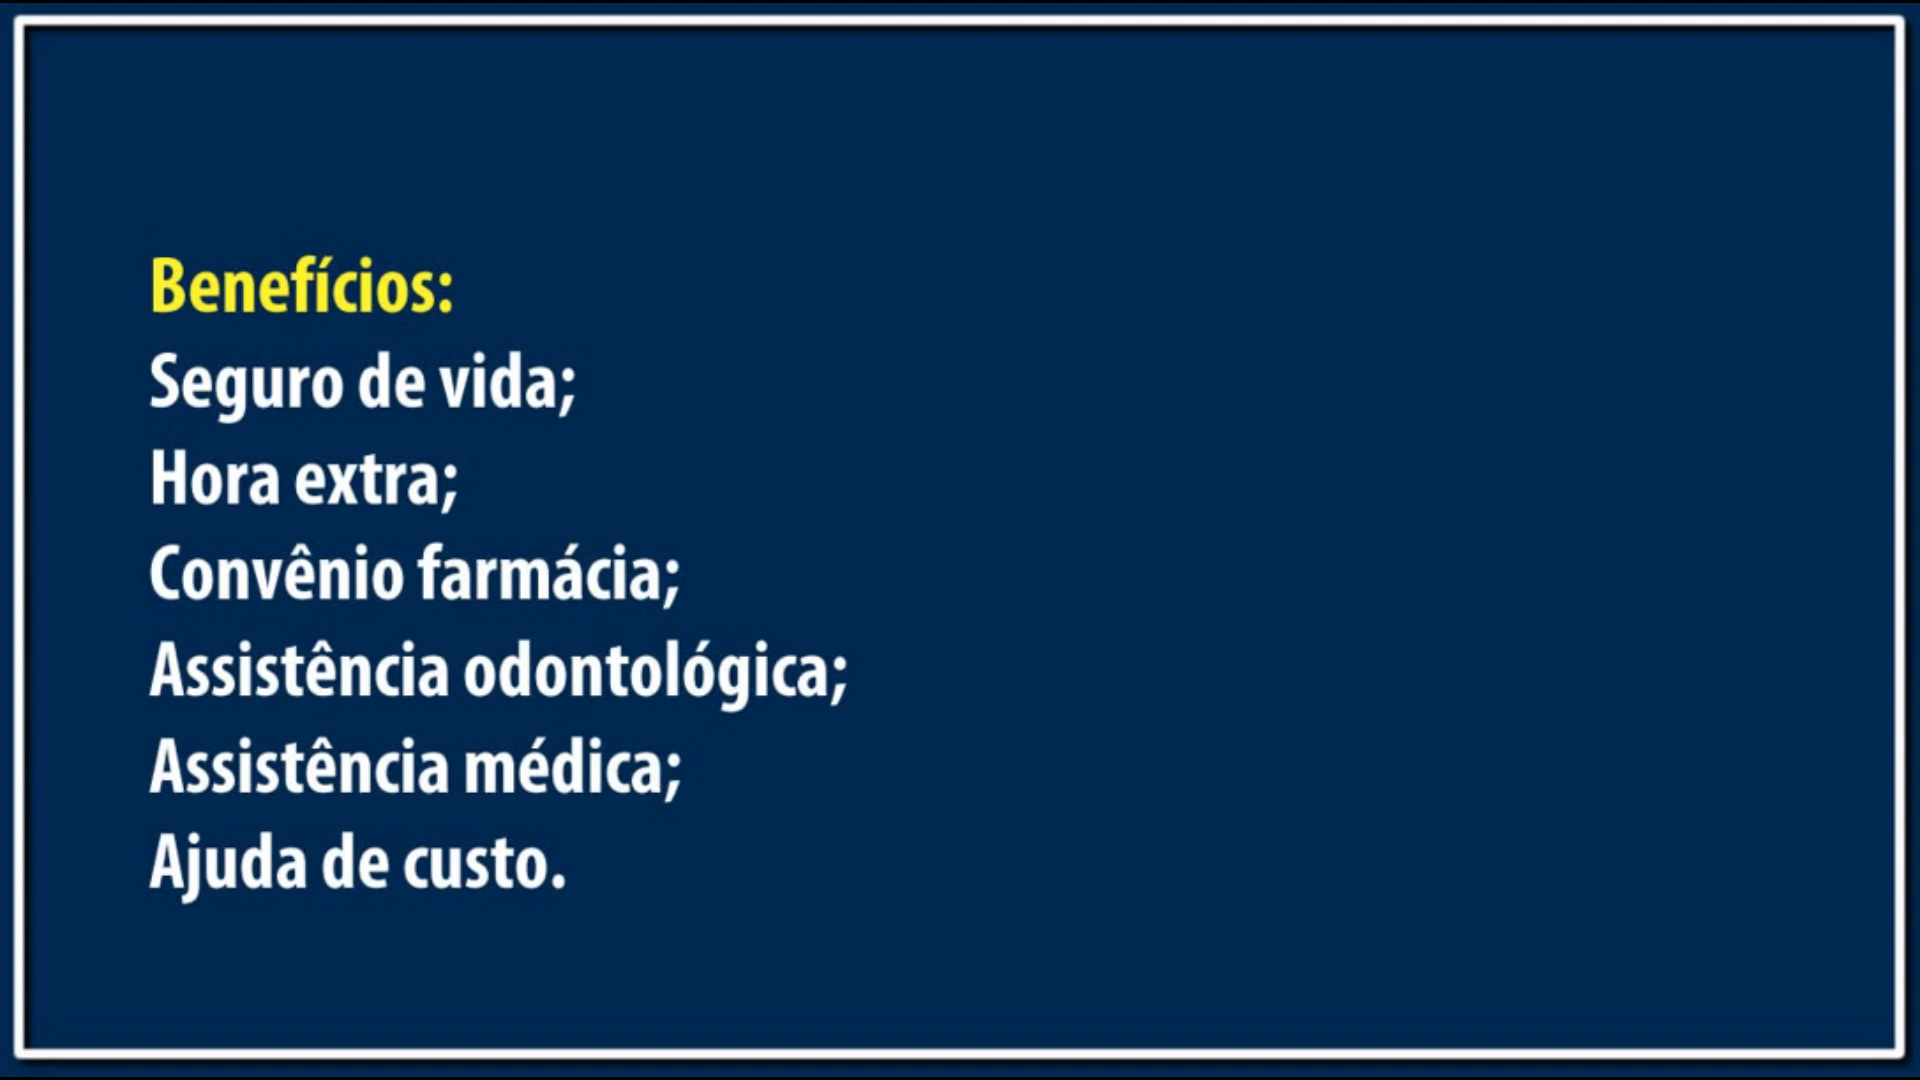 Benefícios:
Seguro de vida;
Hora extra;
Convênio farmácia;
Assistência odontológica;
Assistência médica;
Ajuda de custo.